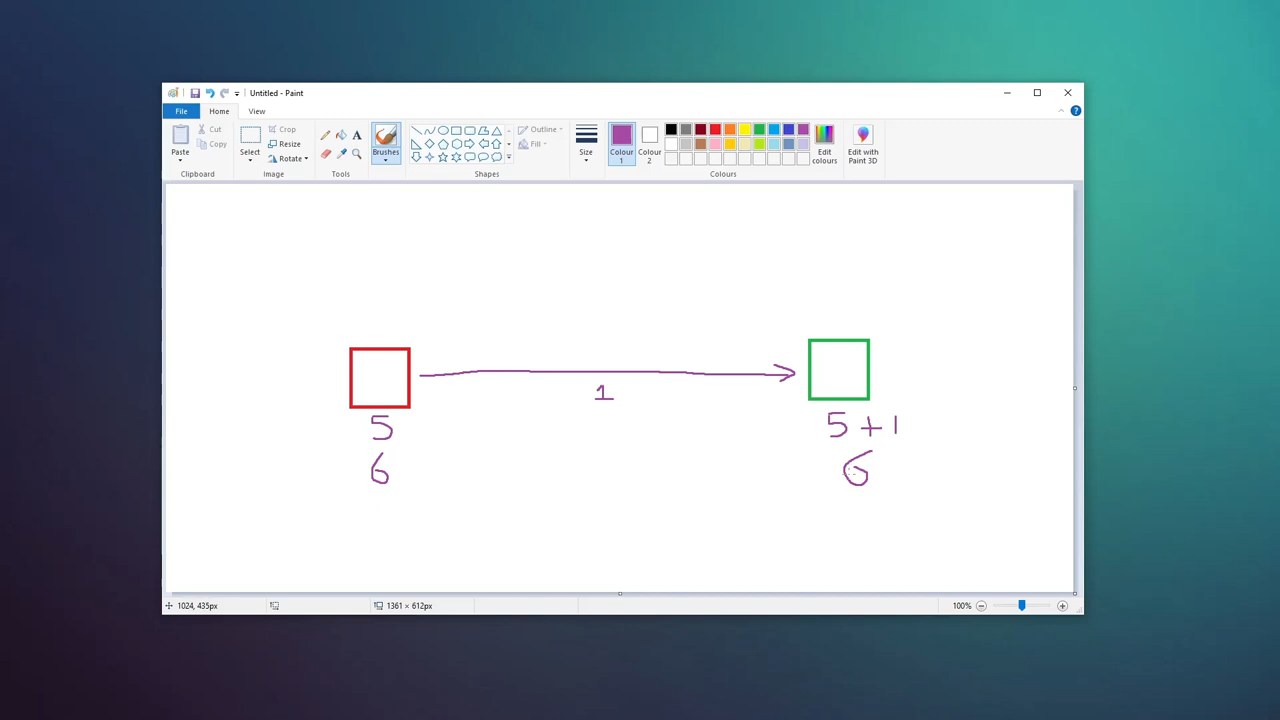 Untitled - Paint
File Home View
Paste
Cut
Copy
Clipboard
Select
Crop
Resize
Rotate
Image
A
Tools
Brushes
Outline
Fill
Shapes
Size
Colour 1
Colour 2
Edit colours
Colours
Edit with Paint 3D
1
5
6
5 + 1
6
1024, 435px
1361 × 612px
100%